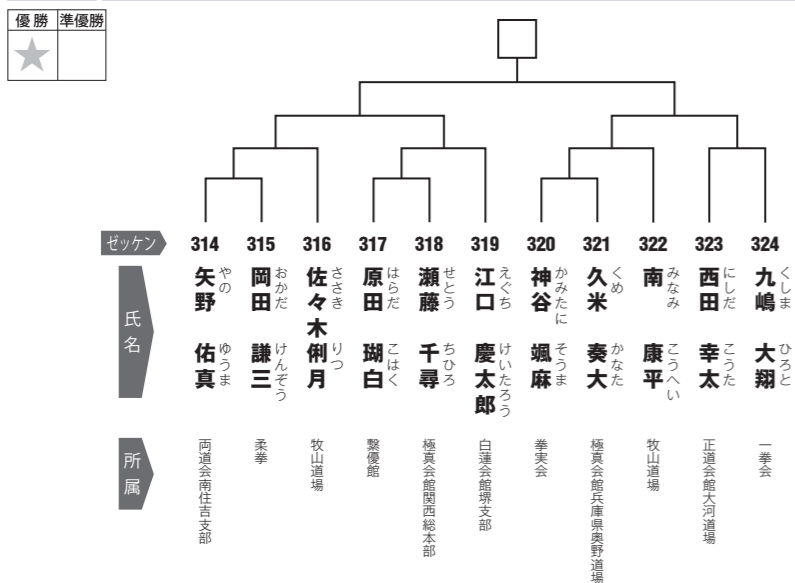 優勝 準優勝
ゼッケン 314 315 316 317 318 319 320 321 322 323 324
氏名
矢野 佑真
やの ゆうま
岡田 謙三
おかだ けんぞう
佐々木 俐月
ささき りつ
原田 瑚白
はらだ こはく
瀬藤 千尋
せとう ちひろ
江口 慶太郎
えぐち けいたろう
神谷 颯麻
かみたに そうま
久米 奏大
くめ かなた
南 康平
みなみ こうへい
西田 幸太
にしだ こうた
九嶋 大翔
くしま ひろと
所属
両道会南住吉支部
柔拳
牧山道場
繋優館
極真会館関西総本部
白蓮会館堺支部
拳実会
極真会館兵庫県奥野道場
牧山道場
正道会館大河道場
一拳会